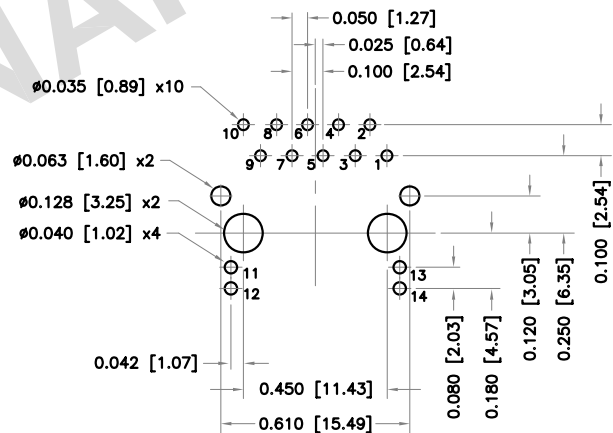 0.050 [1.27]
0.025 [0.64]
0.100 [2.54]
ø0.035 [0.89] x10
10 8 6 4 2
9 7 5 3 1
ø0.063 [1.60] x2
ø0.128 [3.25] x2
ø0.040 [1.02] x4
11 13
12 14
0.042 [1.07]
0.450 [11.43]
0.610 [15.49]
0.080 [2.03]
0.180 [4.57]
0.120 [3.05]
0.250 [6.35]
0.100 [2.54]